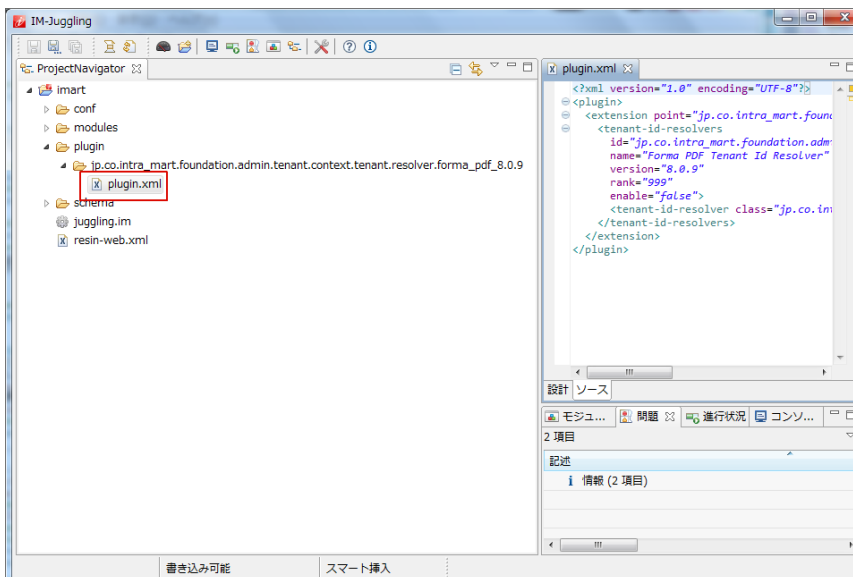 IM-Juggling
ProjectNavigator
imart
conf
modules
plugin
jp.co.intra_mart.foundation.admin.tenant.context.tenant.resolver.forma_pdf_8.0.9
plugin.xml
schema
juggling.im
resin-web.xml
plugin.xml
<?xml version="1.0" encoding="UTF-8"?>
<plugin>
<extension point="jp.co.intra_mart.foun
<tenant-id-resolvers
id="jp.co.intra_mart.foundation.adm
name="Forma PDF Tenant Id Resolver"
version="8.0.9"
rank="999"
enable="false">
<tenant-id-resolver class="jp.co.in
</tenant-id-resolvers>
</extension>
</plugin>
設計 ソース
モジュ... 問題 進行状況 コンソ...
2 項目
記述
情報 (2 項目)
書き込み可能 スマート挿入